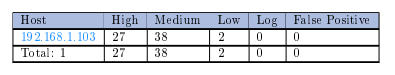 Host High Medium Low Log False Positive
192.168.1.103 27 38 2 0 0
Total: 1 27 38 2 0 0